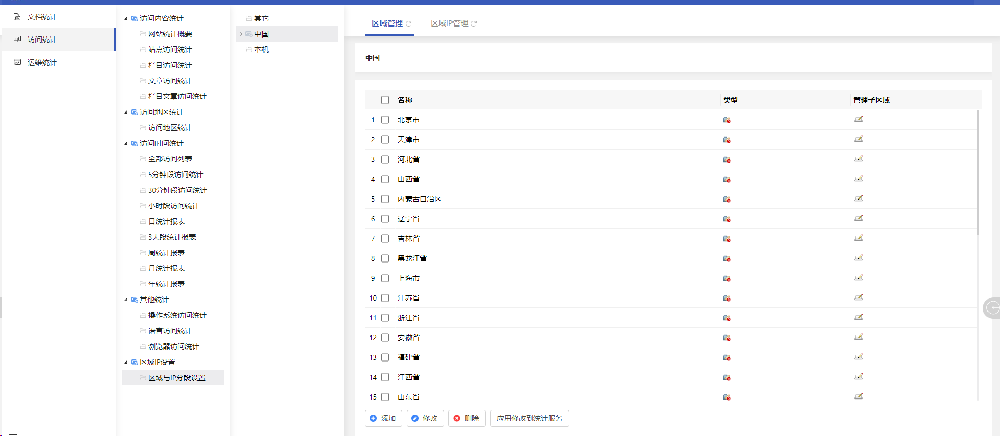 文档统计
访问统计
运维统计
访问内容统计
网站统计概要
站点访问统计
栏目访问统计
文章访问统计
栏目文章访问统计
访问地区统计
访问地区统计
访问时间统计
全部访问列表
5分钟段访问统计
30分钟段访问统计
小时段访问统计
日统计报表
3天段统计报表
周统计报表
月统计报表
年统计报表
其他统计
操作系统访问统计
语言访问统计
浏览器访问统计
区域IP设置
区域与IP分段设置
其它
中国
本机
区域管理 区域IP管理
中国
名称 类型 管理子区域
1 北京市
2 天津市
3 河北省
4 山西省
5 内蒙古自治区
6 辽宁省
7 吉林省
8 黑龙江省
9 上海市
10 江苏省
11 浙江省
12 安徽省
13 福建省
14 江西省
15 山东省
添加 修改 删除 应用修改到统计服务